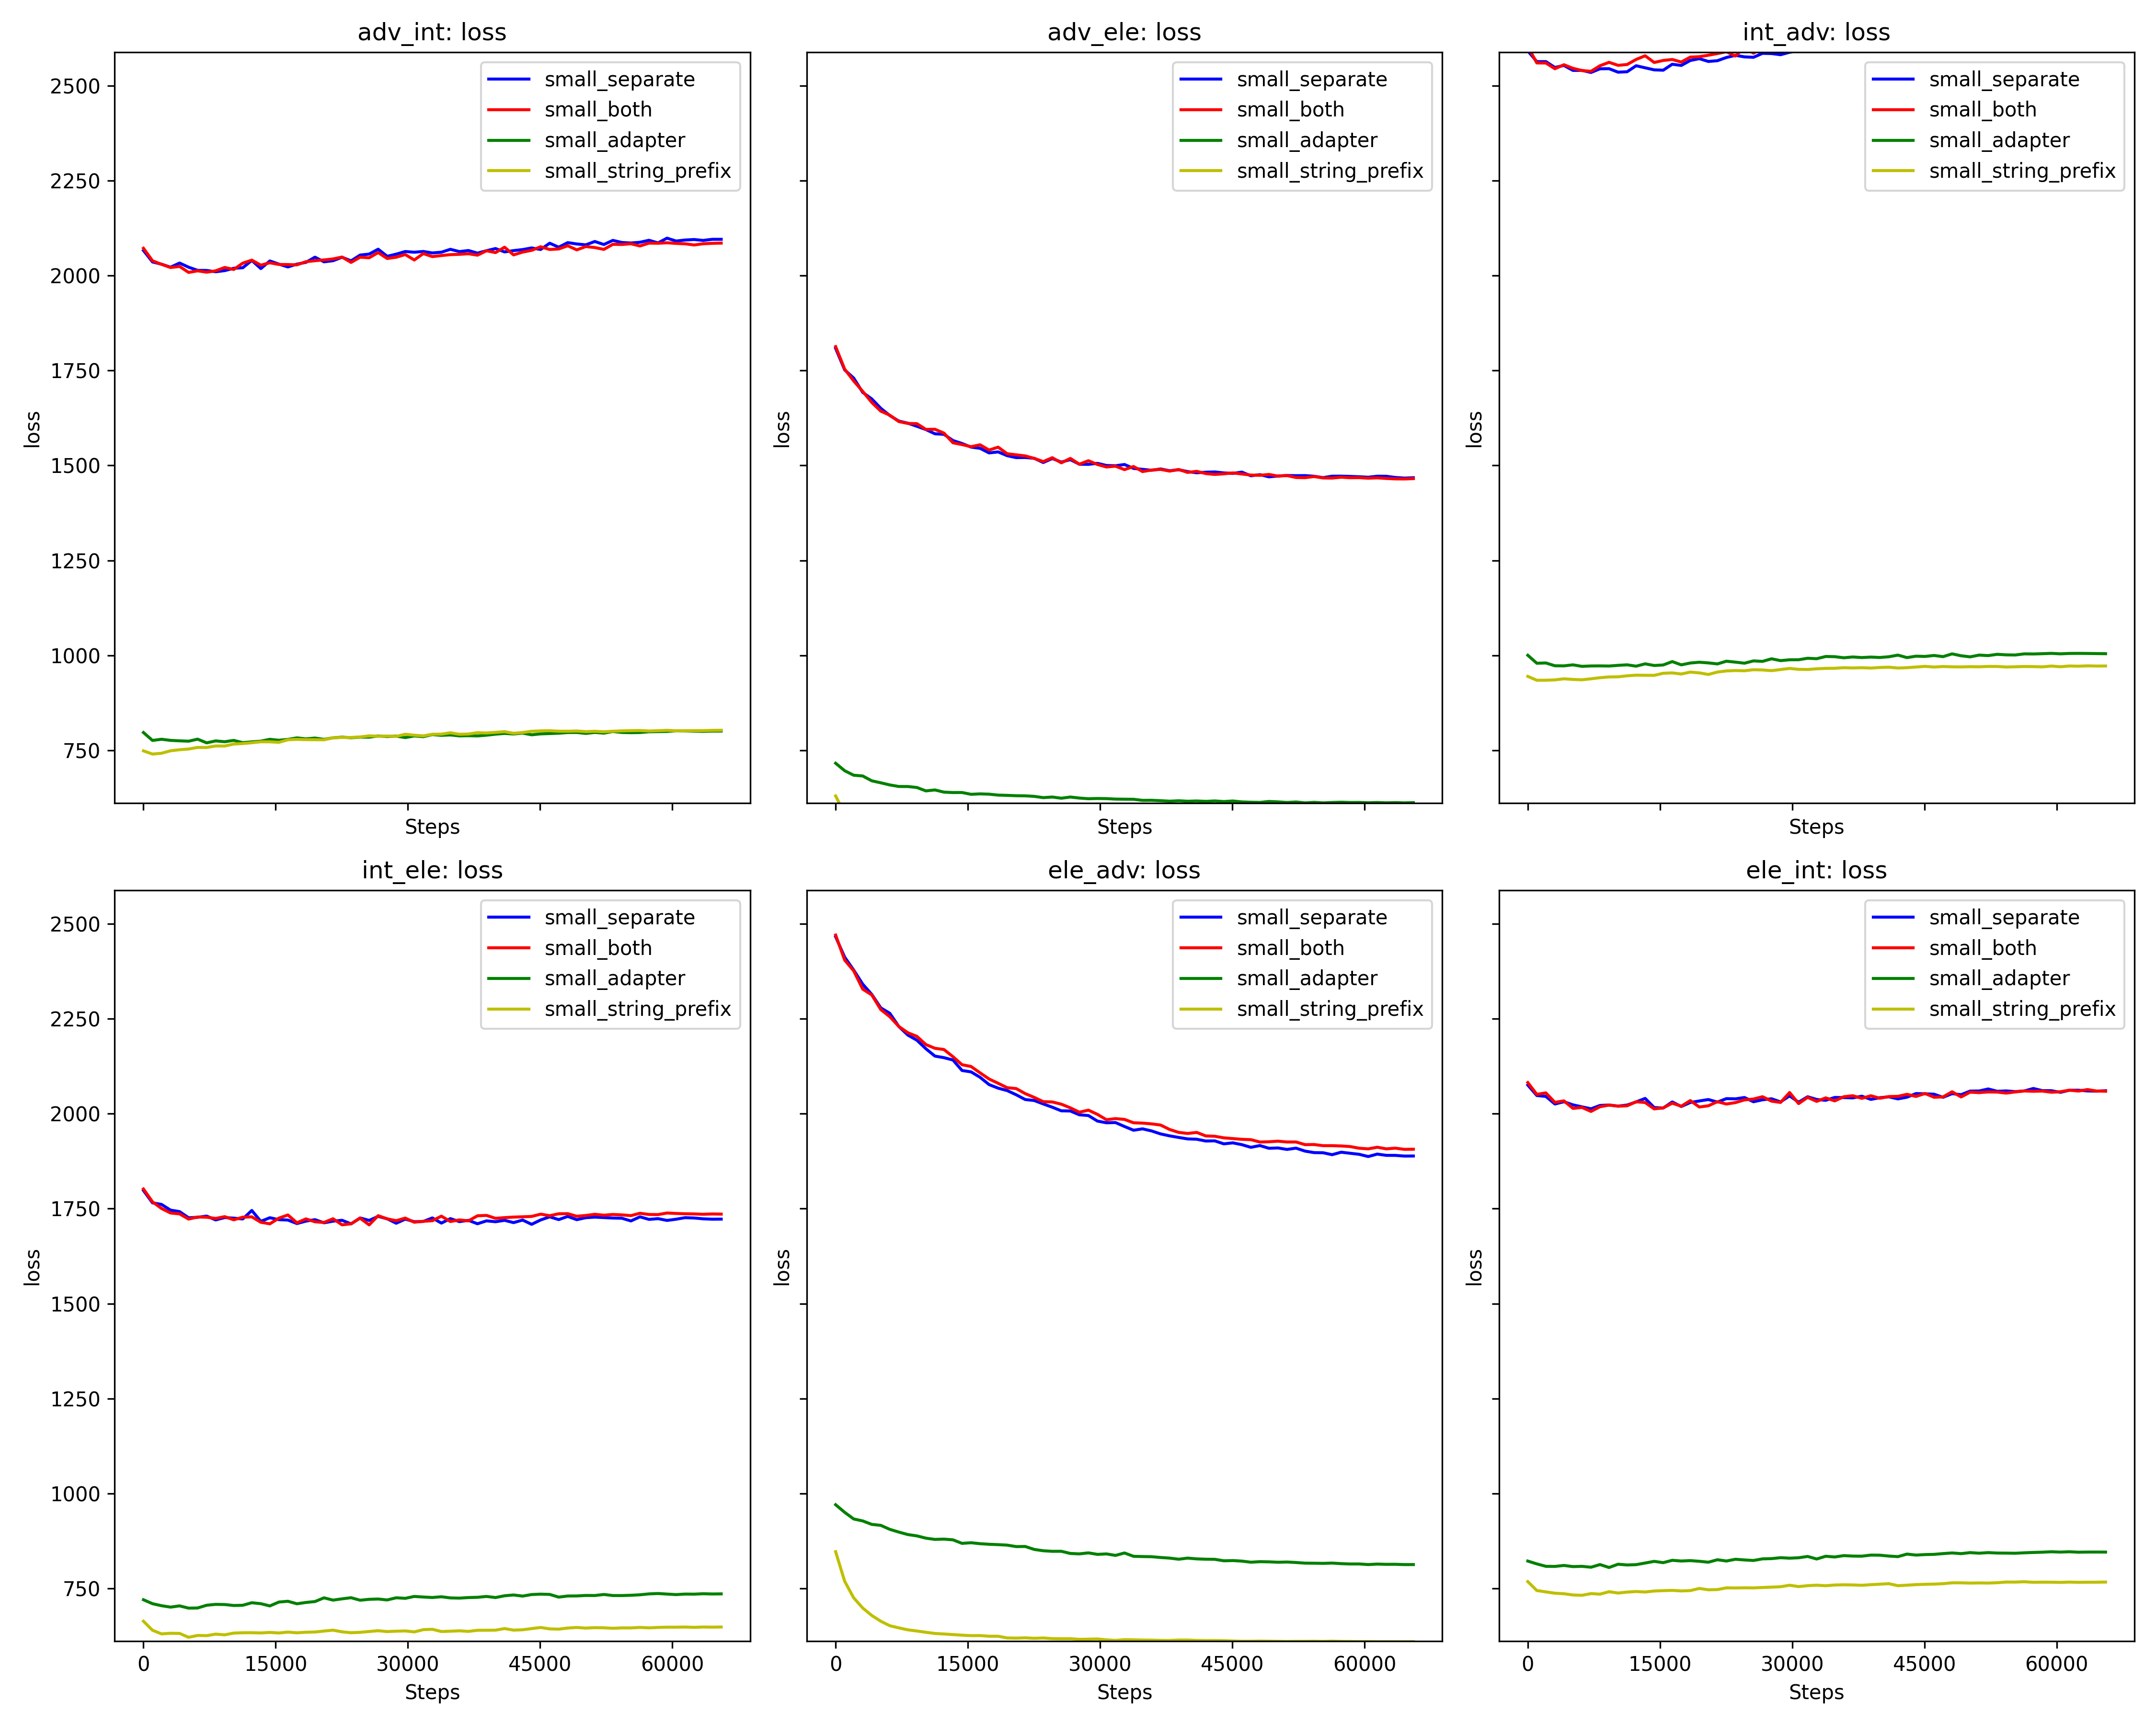 adv_int: loss
adv_ele: loss
int_adv: loss
small_separate
small_both
small_adapter
small_string_prefix
small_separate
small_both
small_adapter
small_string_prefix
small_separate
small_both
small_adapter
small_string_prefix
2500
2250
2000
1750
1500
1250
1000
750
loss
loss
loss
Steps
Steps
Steps
int_ele: loss
ele_adv: loss
ele_int: loss
small_separate
small_both
small_adapter
small_string_prefix
small_separate
small_both
small_adapter
small_string_prefix
small_separate
small_both
small_adapter
small_string_prefix
2500
2250
2000
1750
1500
1250
1000
750
loss
loss
loss
0 15000 30000 45000 60000
0 15000 30000 45000 60000
0 15000 30000 45000 60000
Steps
Steps
Steps